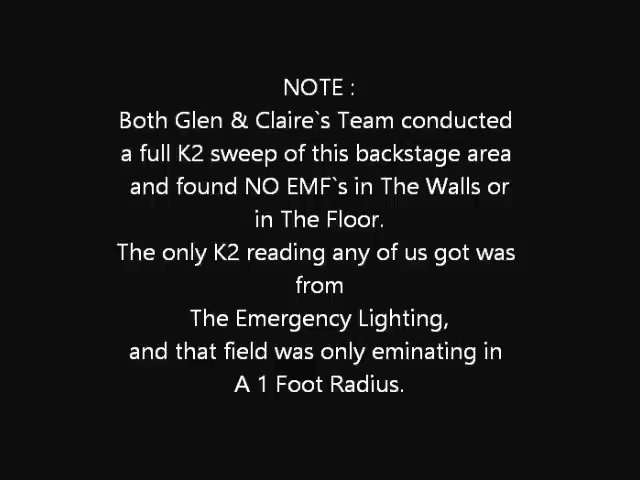 NOTE :
Both Glen & Claire`s Team conducted
a full K2 sweep of this backstage area
and found NO EMF`s in The Walls or
in The Floor.
The only K2 reading any of us got was
from
The Emergency Lighting,
and that field was only eminating in
A 1 Foot Radius.